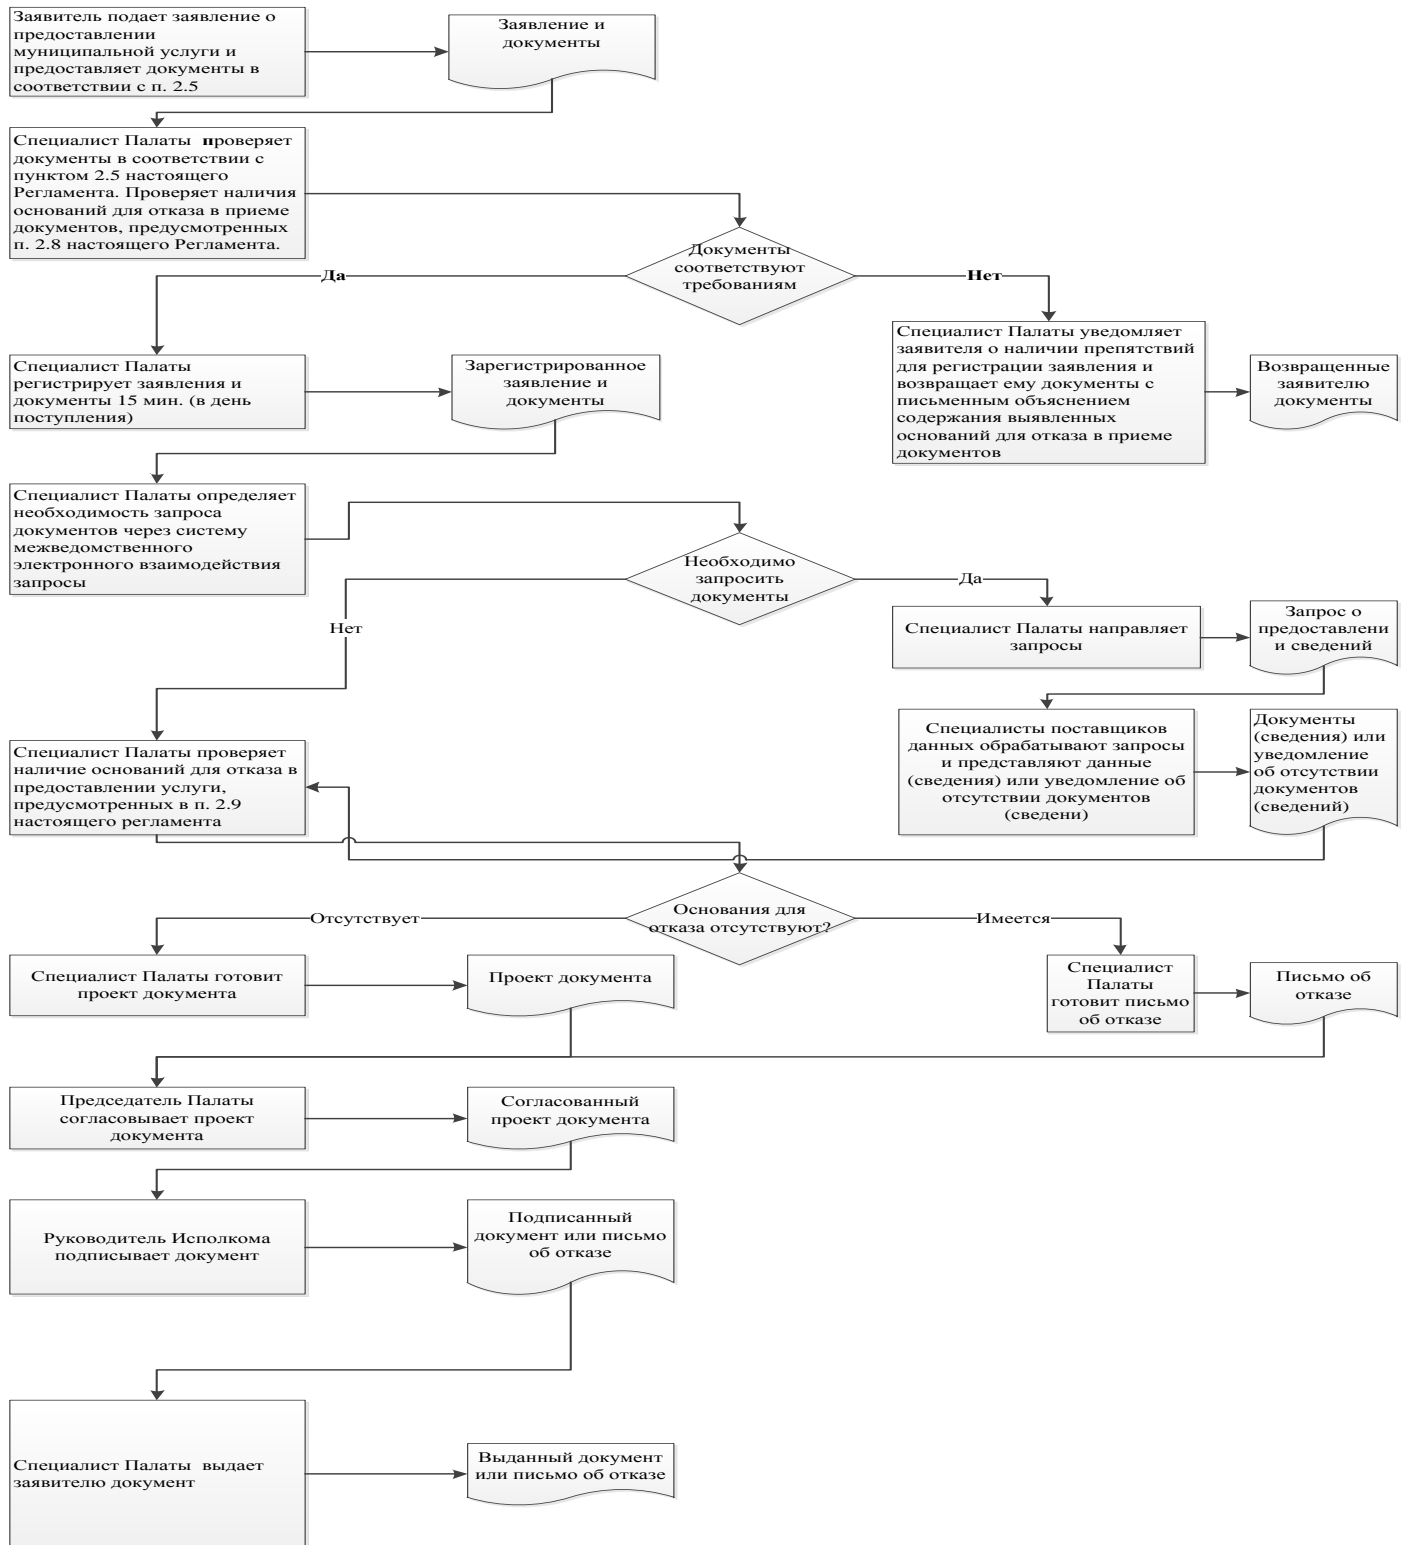 Заявитель подает заявление о
предоставлении
муниципальной услуги и
предоставляет документы в
соответствии с п. 2.5
Заявление и
документы
Специалист Палаты проверяет
документы в соответствии с
пунктом 2.5 настоящего
Регламента. Проверяет наличия
оснований для отказа в приеме
документов, предусмотренных
п. 2.8 настоящего Регламента.
Документы
соответствуют
требованиям
Да
Нет
Специалист Палаты
регистрирует заявления и
документы 15 мин. (в день
поступления)
Зарегистрированное
заявление и
документы
Специалист Палаты уведомляет
заявителя о наличии препятствий
для регистрации заявления и
возвращает ему документы с
письменным объяснением
содержания выявленных
оснований для отказа в приеме
документов
Возвращенные
заявителю
документы
Специалист Палаты определяет
необходимость запроса
документов через систему
межведомственного
электронного взаимодействия
запросы
Необходимо
запросить
документы
Да
Нет
Специалист Палаты направляет
запросы
Запрос о
предоставлени
и сведений
Специалисты поставщиков
данных обрабатывают запросы
и представляют данные
(сведения) или уведомление об
отсутствии документов
(сведени)
Документы
(сведения) или
уведомление
об отсутствии
документов
(сведений)
Специалист Палаты проверяет
наличие оснований для отказа в
предоставлении услуги,
предусмотренных в п. 2.9
настоящего регламента
Основания для
отказа отсутствуют?
Отсутствует
Имеется
Специалист Палаты готовит
проект документа
Проект документа
Специалист
Палаты
готовит письмо
об отказе
Письмо об
отказе
Председатель Палаты
согласовывает проект
документа
Согласованный
проект документа
Руководитель Исполкома
подписывает документ
Подписанный
документ или письмо
об отказе
Специалист Палаты выдает
заявителю документ
Выданный документ
или письмо об отказе